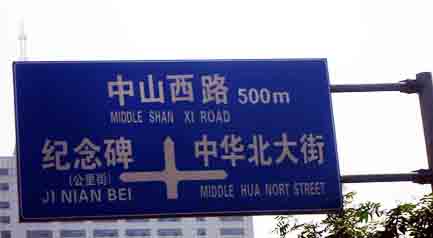 中山西路 500m
MIDDLE SHAN XI ROAD
纪念碑
(公里街)
JI NIAN BEI
中华北大街
MIDDLE HUA NORT STREET